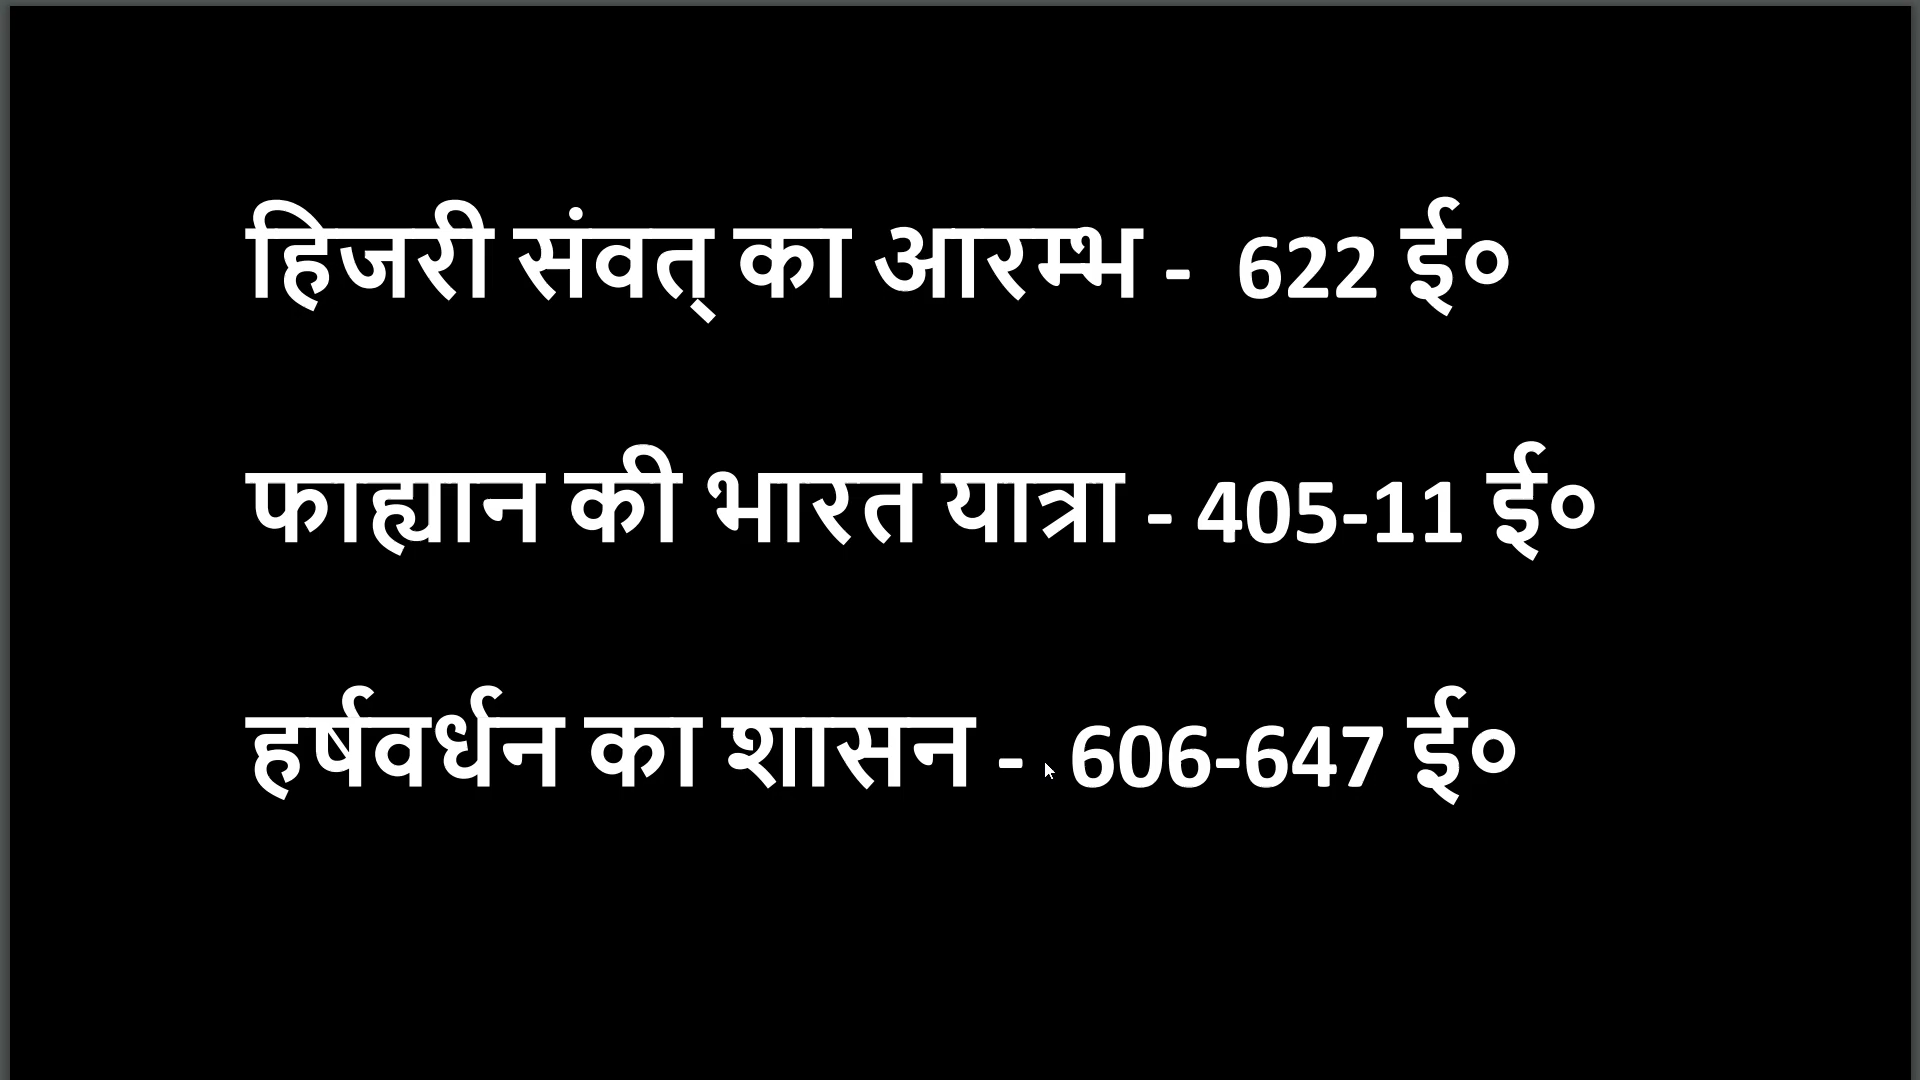 हिजरी संवत् का आरम्भ - 622 ई०
फाह्यान की भारत यात्रा - 405-11 ई०
हर्षवर्धन का शासन - 606-647 ई०